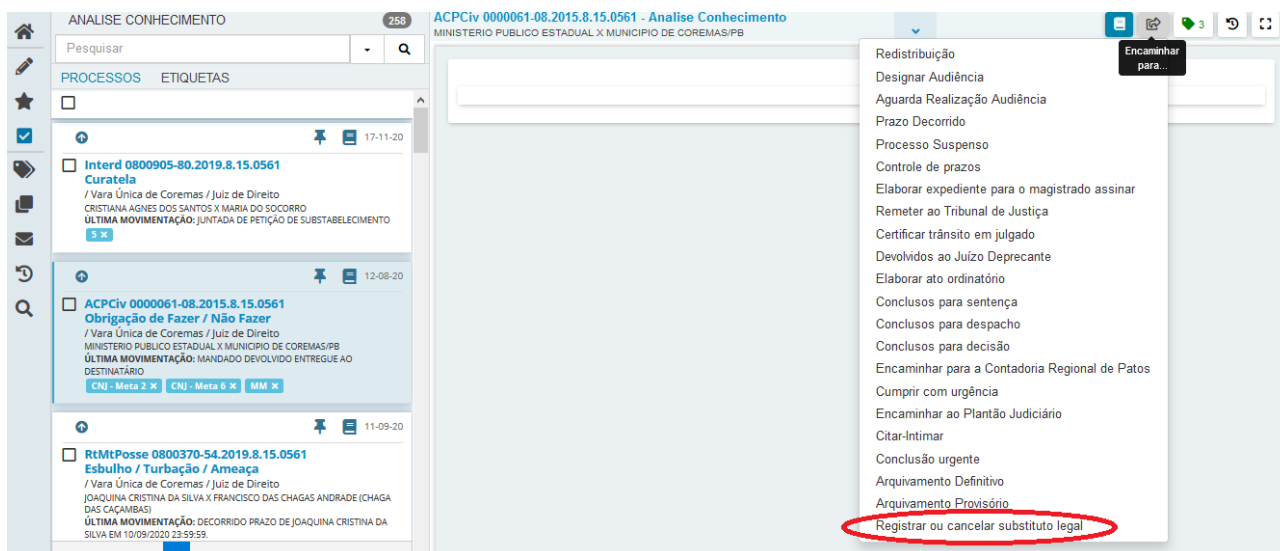 ANALISE CONHECIMENTO 258
Pesquisar
PROCESSOS ETIQUETAS
17-11-20
Interd 0800905-80.2019.8.15.0561
Curatela
/ Vara Única de Coremas / Juiz de Direito
CRISTIANA AGNES DOS SANTOS X MARIA DO SOCORRO
ÚLTIMA MOVIMENTAÇÃO: JUNTADA DE PETIÇÃO DE SUBSTABELECIMENTO
5 ×
12-08-20
ACPCiv 0000061-08.2015.8.15.0561
Obrigação de Fazer / Não Fazer
/ Vara Única de Coremas / Juiz de Direito
MINISTERIO PUBLICO ESTADUAL X MUNICIPIO DE COREMAS/PB
ÚLTIMA MOVIMENTAÇÃO: MANDADO DEVOLVIDO ENTREGUE AO
DESTINATÁRIO
CNJ - Meta 2 × CNJ - Meta 6 × MM ×
11-09-20
RtMtPosse 0800370-54.2019.8.15.0561
Esbulho / Turbação / Ameaça
/ Vara Única de Coremas / Juiz de Direito
JOAQUINA CRISTINA DA SILVA X FRANCISCO DAS CHAGAS ANDRADE (CHAGA
DAS CAÇAMBAS)
ÚLTIMA MOVIMENTAÇÃO: DECORRIDO PRAZO DE JOAQUINA CRISTINA DA
SILVA EM 10/09/2020 23:59:59.
ACPCiv 0000061-08.2015.8.15.0561 - Analise Conhecimento
MINISTERIO PUBLICO ESTADUAL X MUNICIPIO DE COREMAS/PB
3
Encaminhar
para...
Redistribuição
Designar Audiência
Aguarda Realização Audiência
Prazo Decorrido
Processo Suspenso
Controle de prazos
Elaborar expediente para o magistrado assinar
Remeter ao Tribunal de Justiça
Certificar trânsito em julgado
Devolvidos ao Juízo Deprecante
Elaborar ato ordinatório
Conclusos para sentença
Conclusos para despacho
Conclusos para decisão
Encaminhar para a Contadoria Regional de Patos
Cumprir com urgência
Encaminhar ao Plantão Judiciário
Citar-Intimar
Conclusão urgente
Arquivamento Definitivo
Arquivamento Provisório
Registrar ou cancelar substituto legal